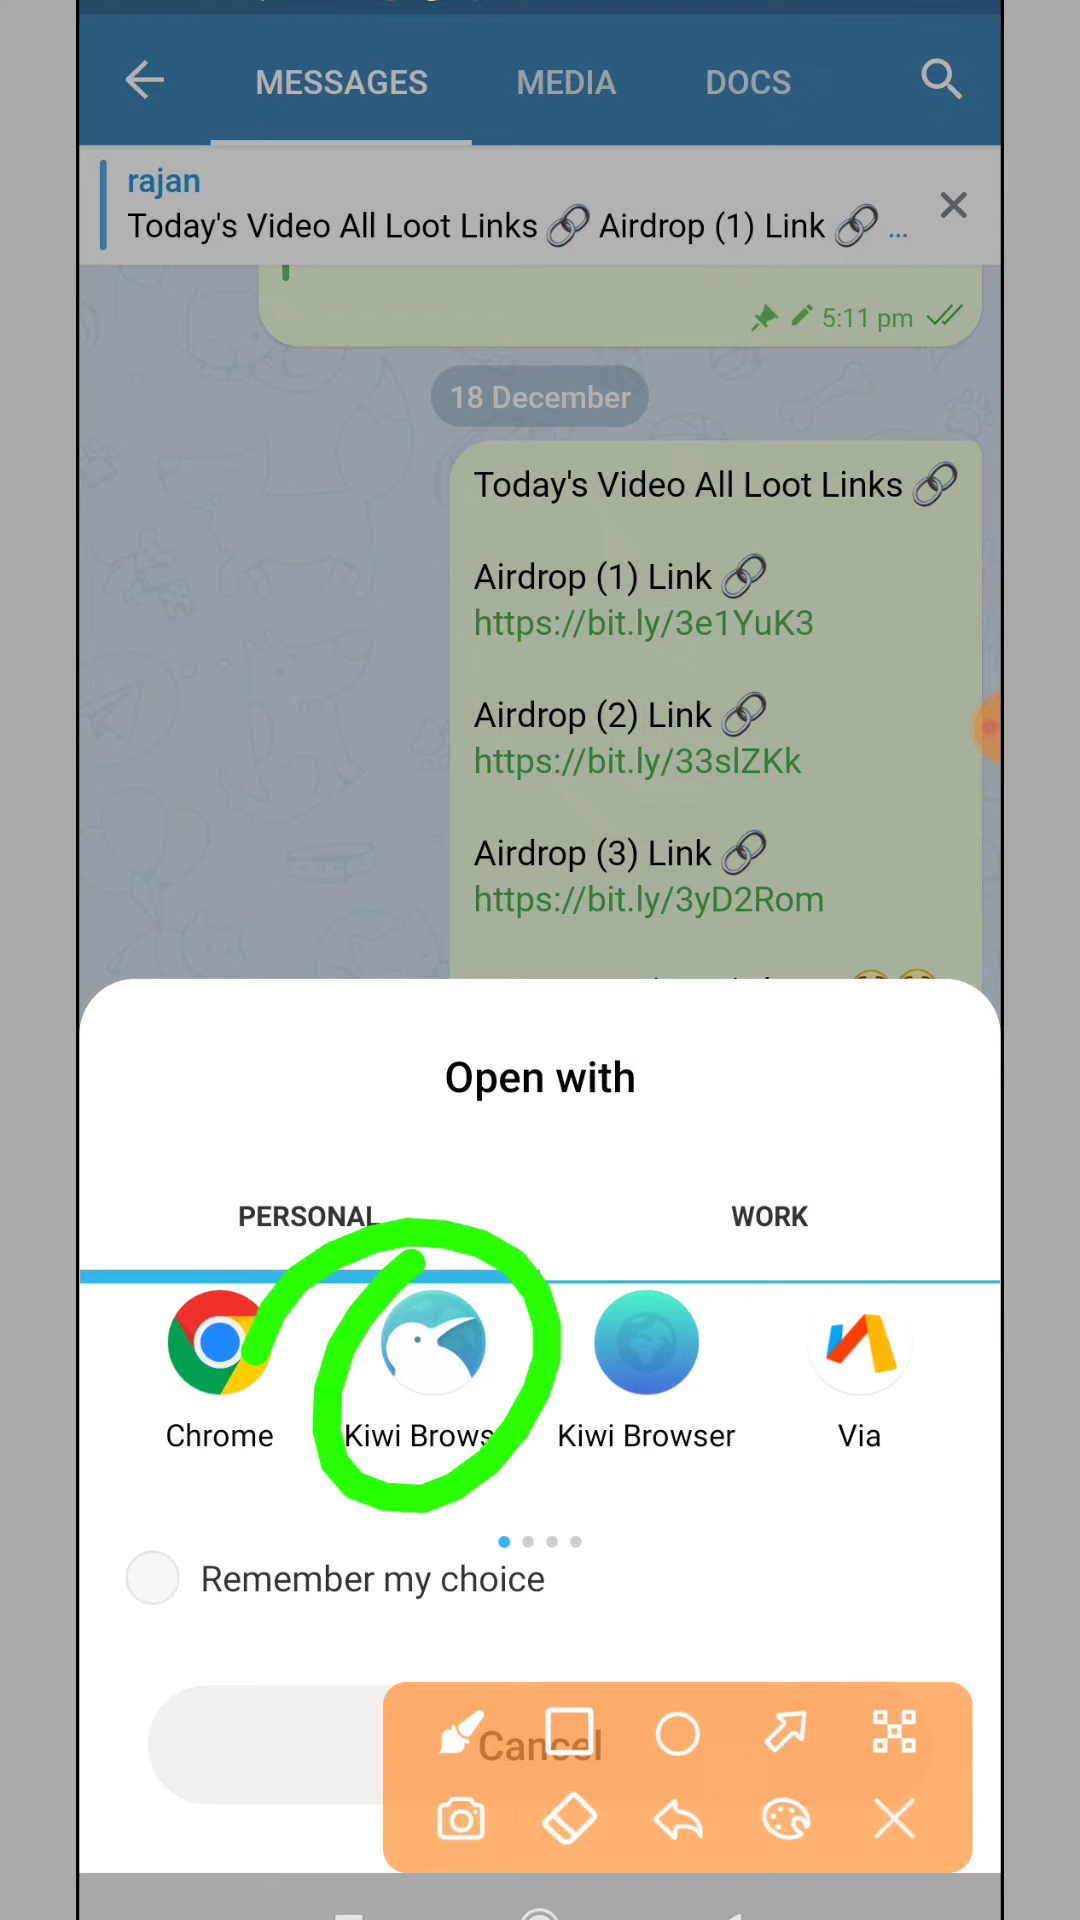 MESSAGES MEDIA DOCS
rajan
Today's Video All Loot Links 🔗 Airdrop (1) Link 🔗 ...
5:11 pm
18 December
Today's Video All Loot Links 🔗
Airdrop (1) Link 🔗
https://bit.ly/3e1YuK3
Airdrop (2) Link 🔗
https://bit.ly/33slZKk
Airdrop (3) Link 🔗
https://bit.ly/3yD2Rom
Open with
PERSONAL WORK
Chrome Kiwi Brows Kiwi Browser Via
Remember my choice
Cancel